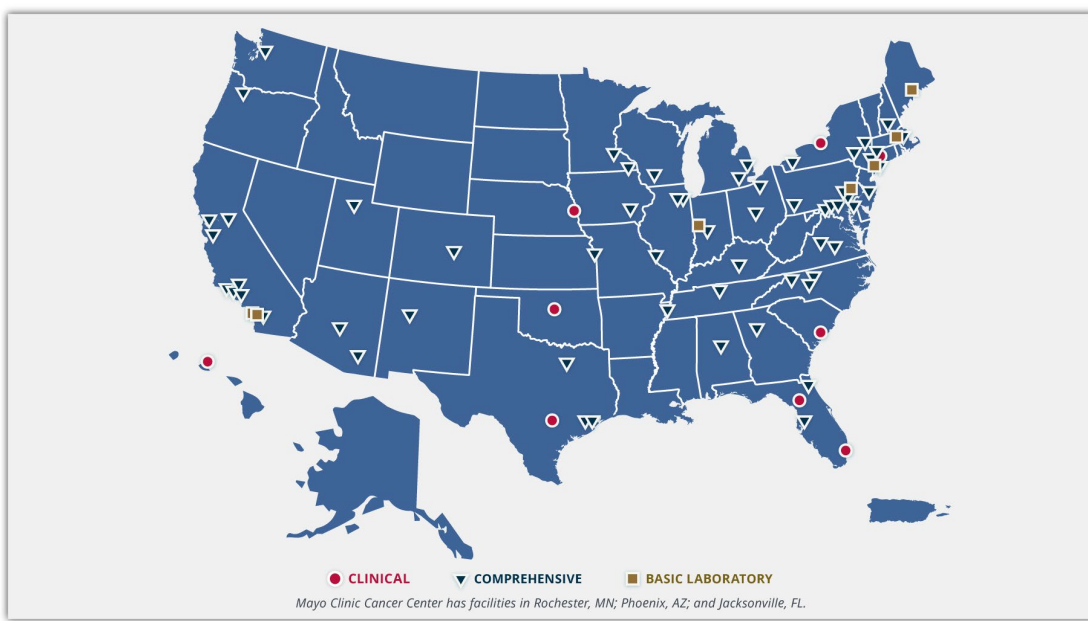 CLINICAL COMPREHENSIVE BASIC LABORATORY
Mayo Clinic Cancer Center has facilities in Rochester, MN; Phoenix, AZ; and Jacksonville, FL.